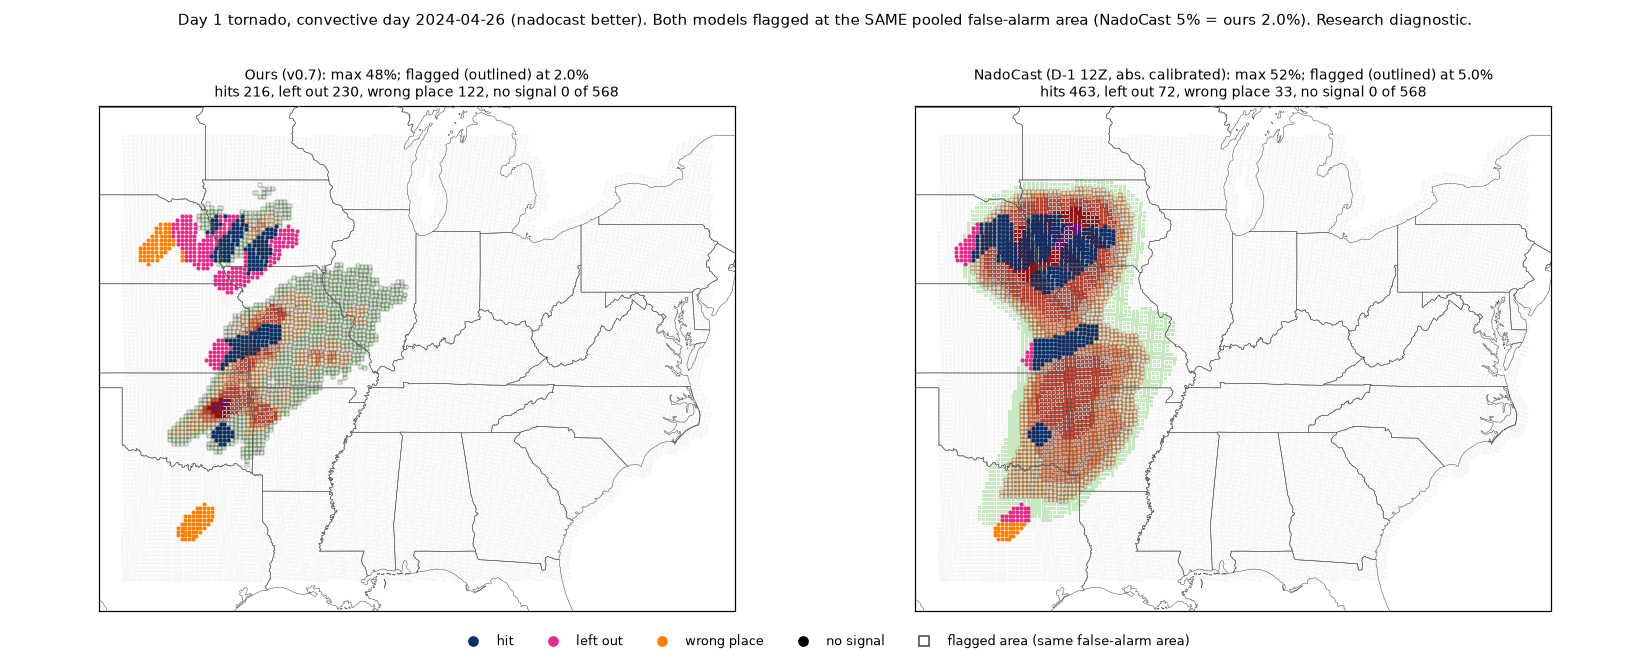 Day 1 tornado, convective day 2024-04-26 (nadocast better). Both models flagged at the SAME pooled false-alarm area (NadoCast 5% = ours 2.0%). Research diagnostic.
Ours (v0.7): max 48%; flagged (outlined) at 2.0%
hits 216, left out 230, wrong place 122, no signal 0 of 568
NadoCast (D-1 12Z, abs. calibrated): max 52%; flagged (outlined) at 5.0%
hits 463, left out 72, wrong place 33, no signal 0 of 568
hit left out wrong place no signal flagged area (same false-alarm area)